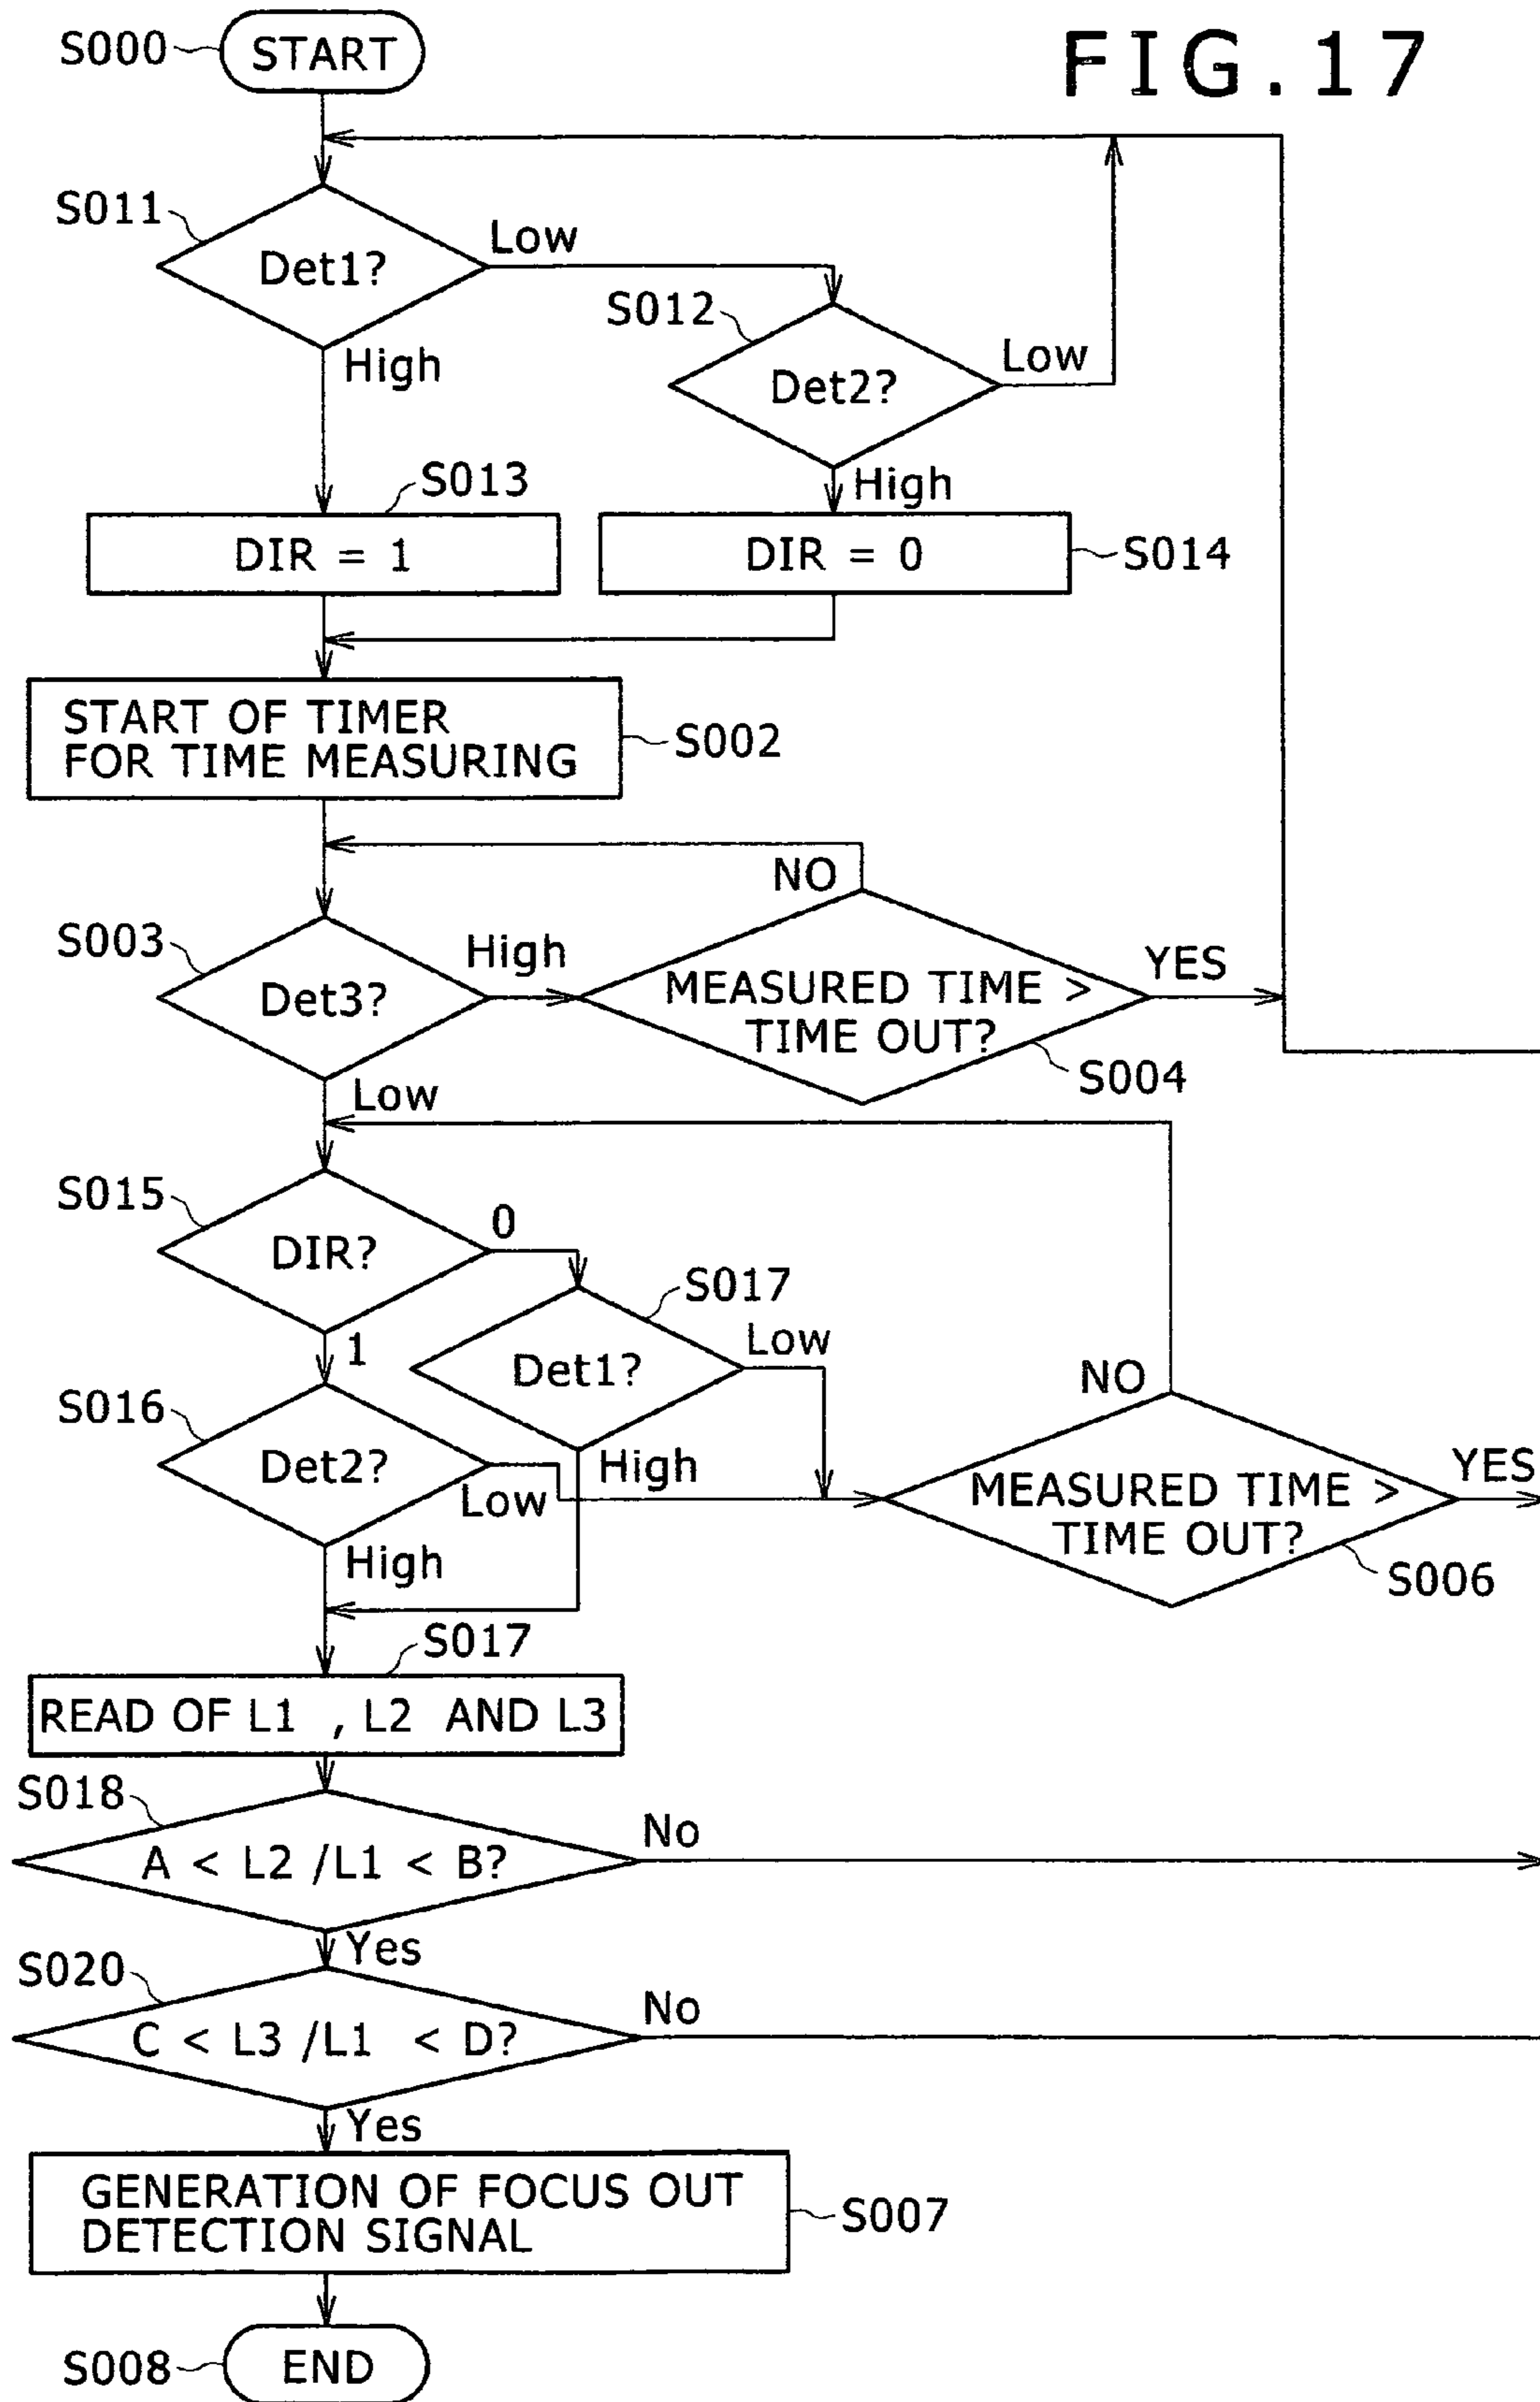 FIG.17
S000
START
S011
Det1?
Low
High
S012
Det2?
Low
High
S013
DIR = 1
DIR = 0
S014
START OF TIMER
FOR TIME MEASURING
S002
S003
Det3?
High
Low
NO
MEASURED TIME >
TIME OUT?
YES
S004
S015
DIR?
0
1
S017
Det1?
Low
High
S016
Det2?
Low
High
NO
MEASURED TIME >
TIME OUT?
YES
S006
S017
READ OF L1 , L2 AND L3
S018
A < L2 /L1 < B?
No
Yes
S020
C < L3 /L1 < D?
No
Yes
GENERATION OF FOCUS OUT
DETECTION SIGNAL
S007
S008
END